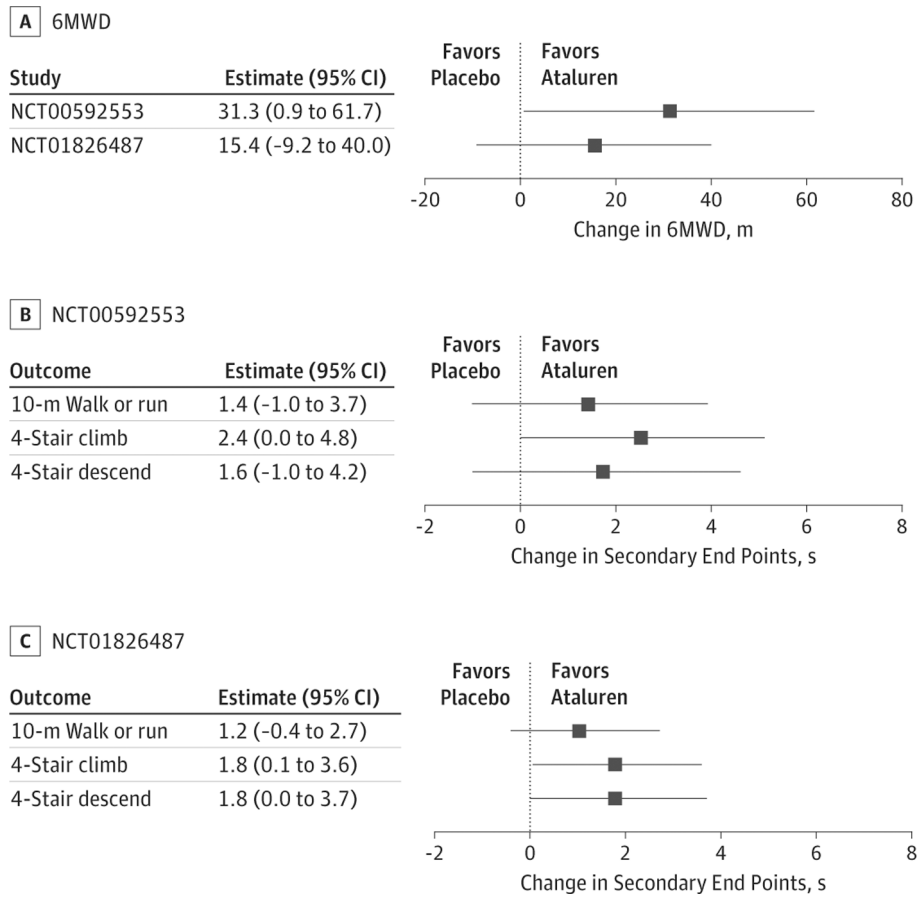 A 6MWD
Favors Placebo
Favors Ataluren
Study Estimate (95% CI)
NCT00592553 31.3 (0.9 to 61.7)
NCT01826487 15.4 (–9.2 to 40.0)
-20 0 20 40 60 80
Change in 6MWD, m
B NCT00592553
Favors Placebo
Favors Ataluren
Outcome Estimate (95% CI)
10-m Walk or run 1.4 (–1.0 to 3.7)
4-Stair climb 2.4 (0.0 to 4.8)
4-Stair descend 1.6 (–1.0 to 4.2)
-2 0 2 4 6 8
Change in Secondary End Points, s
C NCT01826487
Favors Placebo
Favors Ataluren
Outcome Estimate (95% CI)
10-m Walk or run 1.2 (–0.4 to 2.7)
4-Stair climb 1.8 (0.1 to 3.6)
4-Stair descend 1.8 (0.0 to 3.7)
-2 0 2 4 6 8
Change in Secondary End Points, s